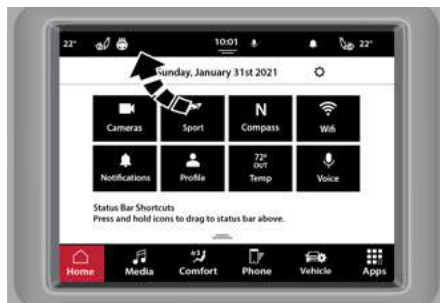 22° 10:01 22°
Sunday, January 31st 2021
Cameras Sport N Compass Wifi
Notifications Profile 72° OUT Temp Voice
Status Bar Shortcuts
Press and hold icons to drag to status bar above.
Home Media Comfort Phone Vehicle Apps